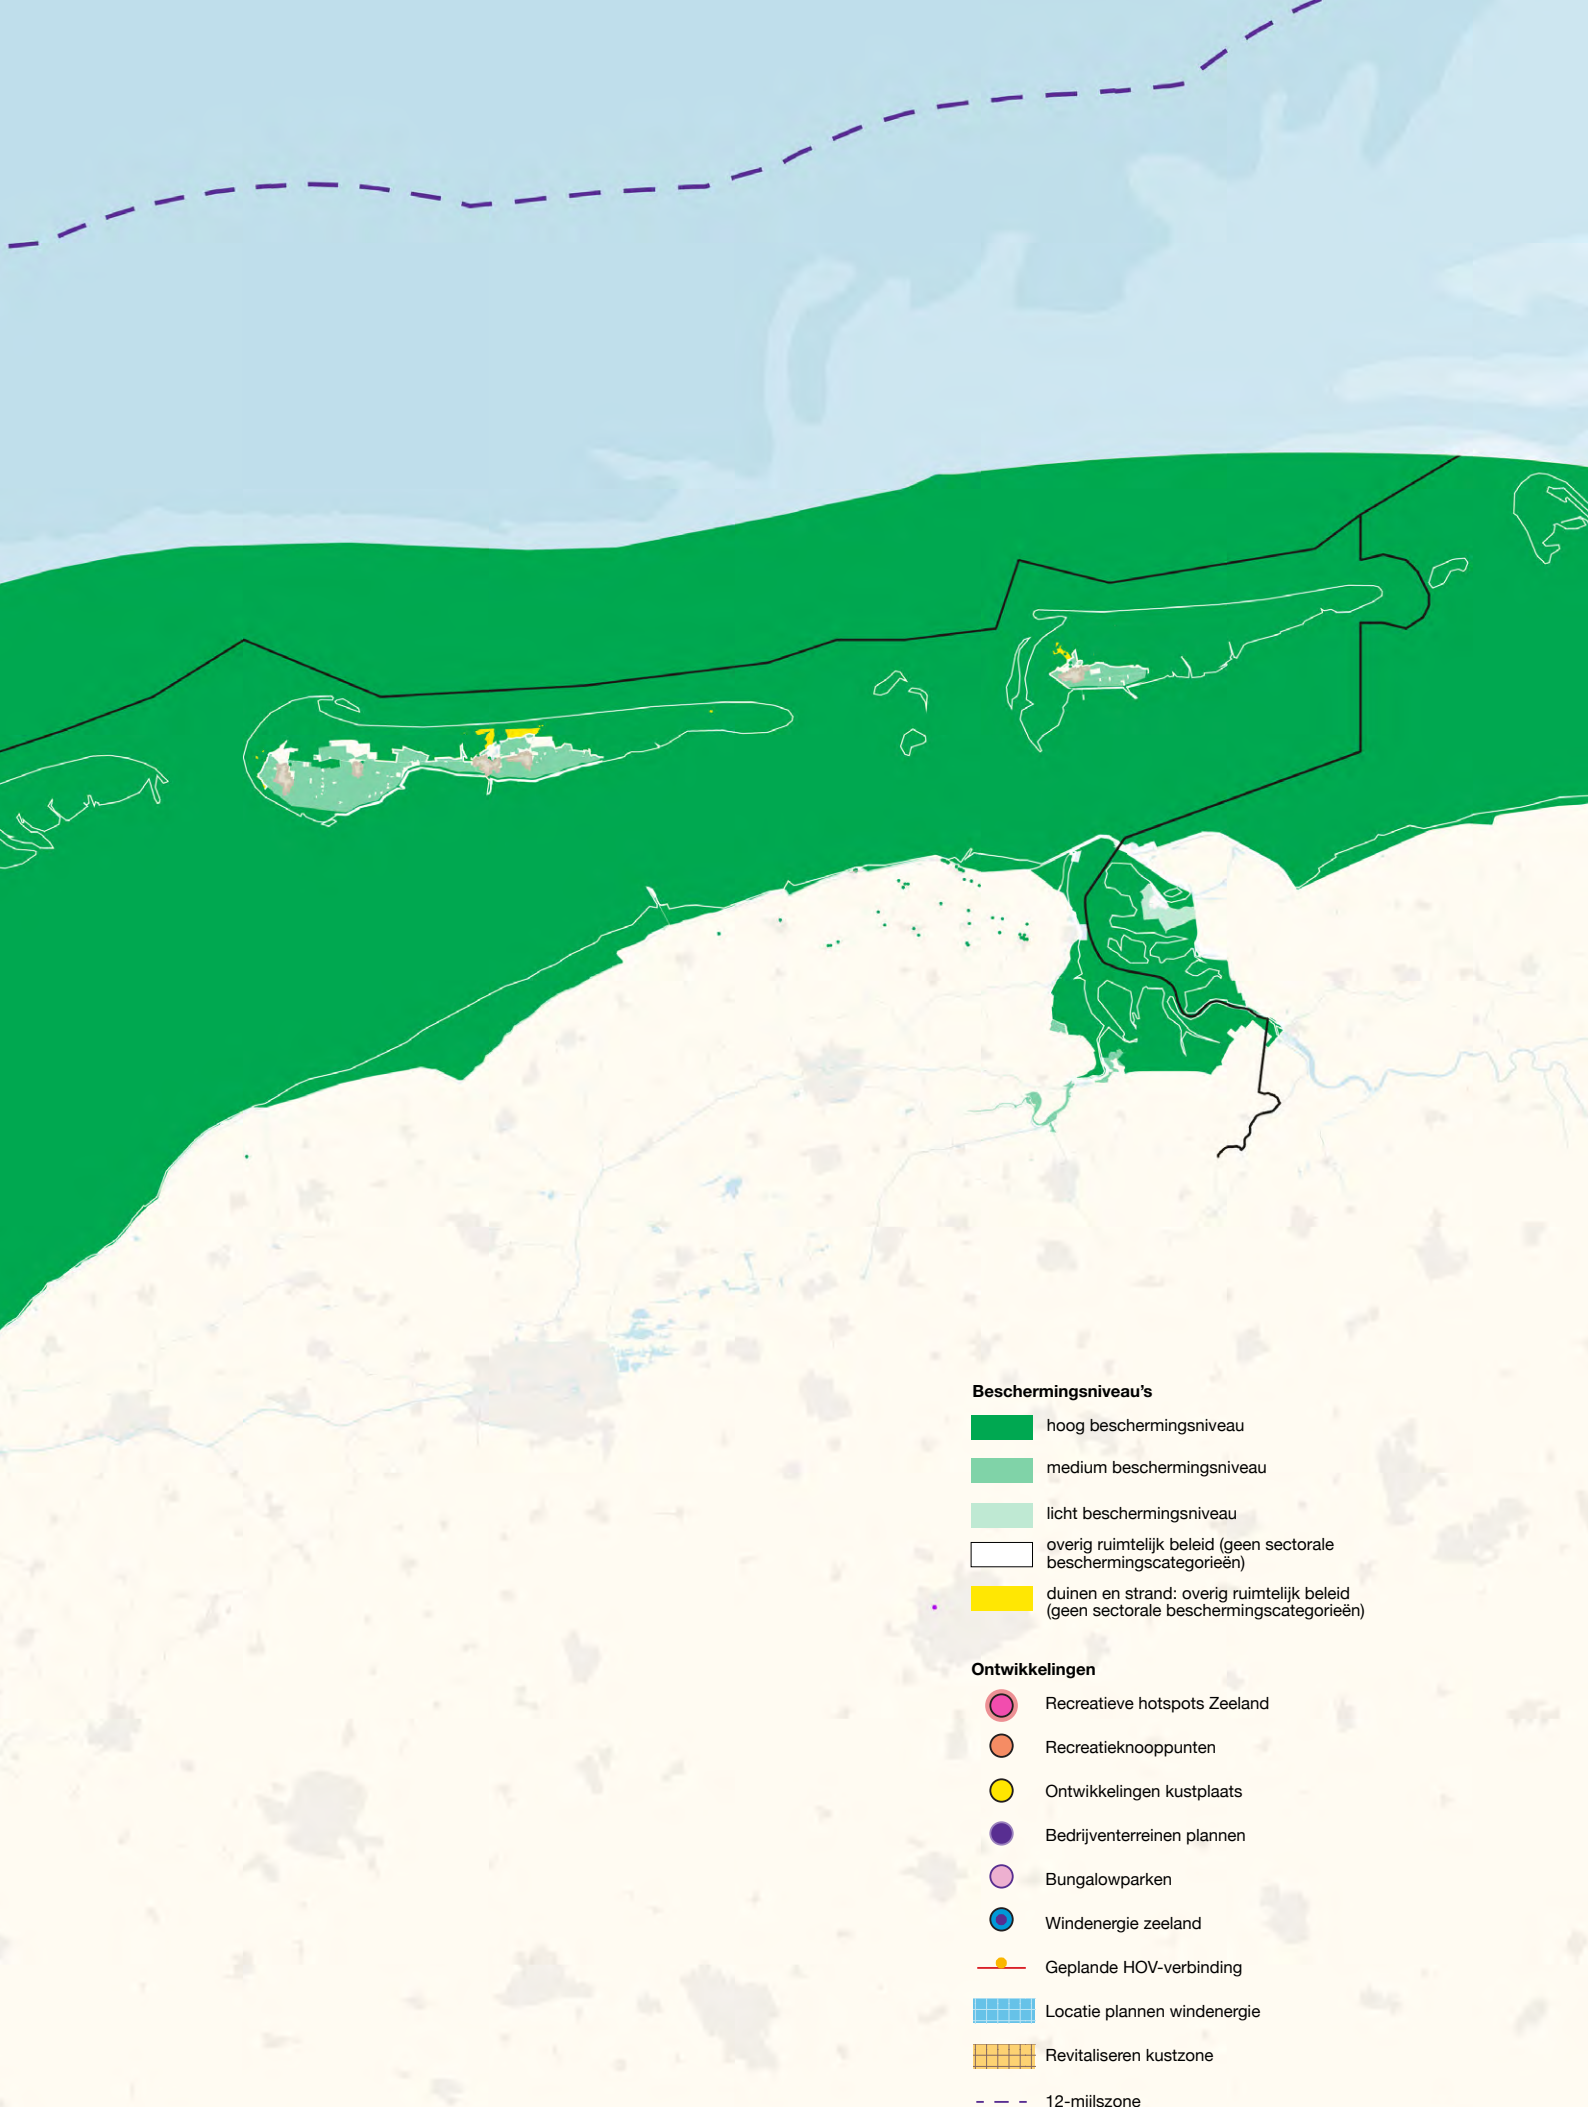 Beschermingsniveau's
hoog beschermingsniveau
medium beschermingsniveau
licht beschermingsniveau
overig ruimtelijk beleid (geen sectorale
beschermingscategorieën)
duinen en strand: overig ruimtelijk beleid
(geen sectorale beschermingscategorieën)
Ontwikkelingen
Recreatieve hotspots Zeeland
Recreatieknooppunten
Ontwikkelingen kustplaats
Bedrijventerreinen plannen
Bungalowparken
Windenergie zeeland
Geplande HOV-verbinding
Locatie plannen windenergie
Revitaliseren kustzone
12-mijlszone